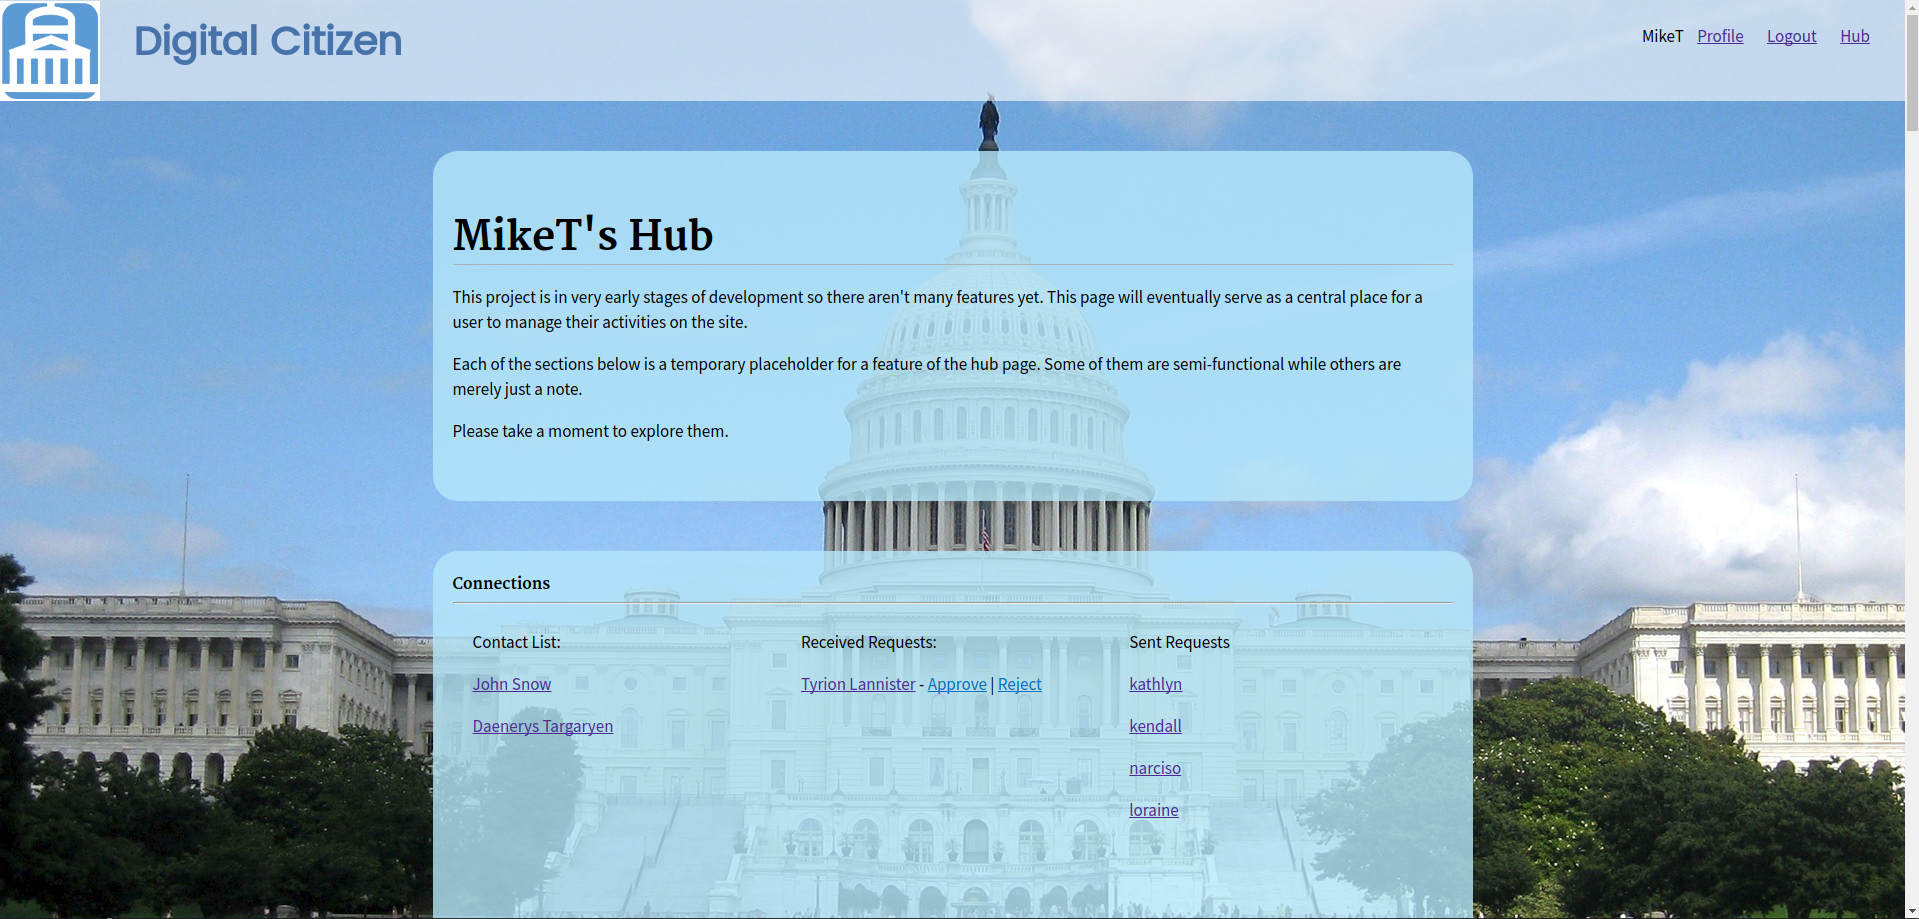 Digital Citizen
MikeT Profile Logout Hub
MikeT's Hub
This project is in very early stages of development so there aren't many features yet. This page will eventually serve as a central place for a
user to manage their activities on the site.
Each of the sections below is a temporary placeholder for a feature of the hub page. Some of them are semi-functional while others are
merely just a note.
Please take a moment to explore them.
Connections
Contact List:
John Snow
Daenerys Targaryen
Received Requests:
Tyrion Lannister - Approve | Reject
Sent Requests
kathlyn
kendall
narciso
loraine